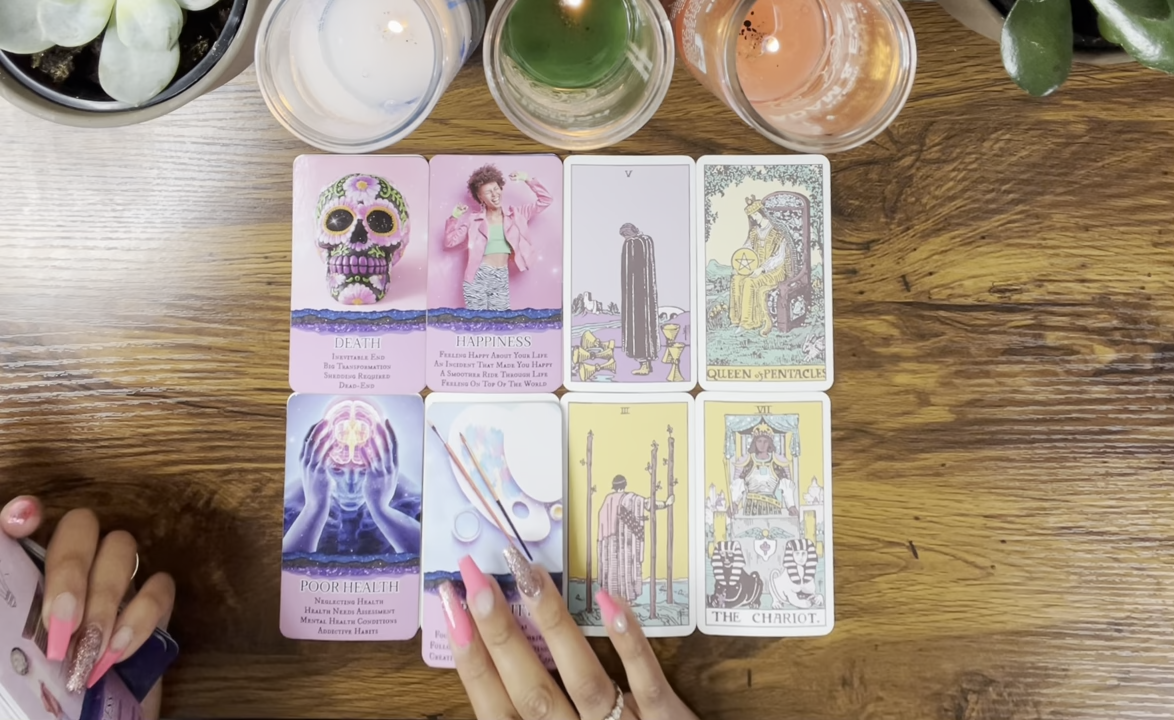 DEATH
INEVITABLE END
BIG TRANSFORMATION
SHEDDING REQUIRED
DEAD-END
HAPPINESS
FEELING HAPPY ABOUT YOUR LIFE
AN INCIDENT THAT MADE YOU HAPPY
A SMOOTHER RIDE THROUGH LIFE
FEELING ON TOP OF THE WORLD
V
QUEEN of PENTACLES
POOR HEALTH
NEGLECTING HEALTH
HEALTH NEEDS ASSESSMENT
MENTAL HEALTH CONDITIONS
ADDICTIVE HABITS
III
VII
THE CHARIOT.